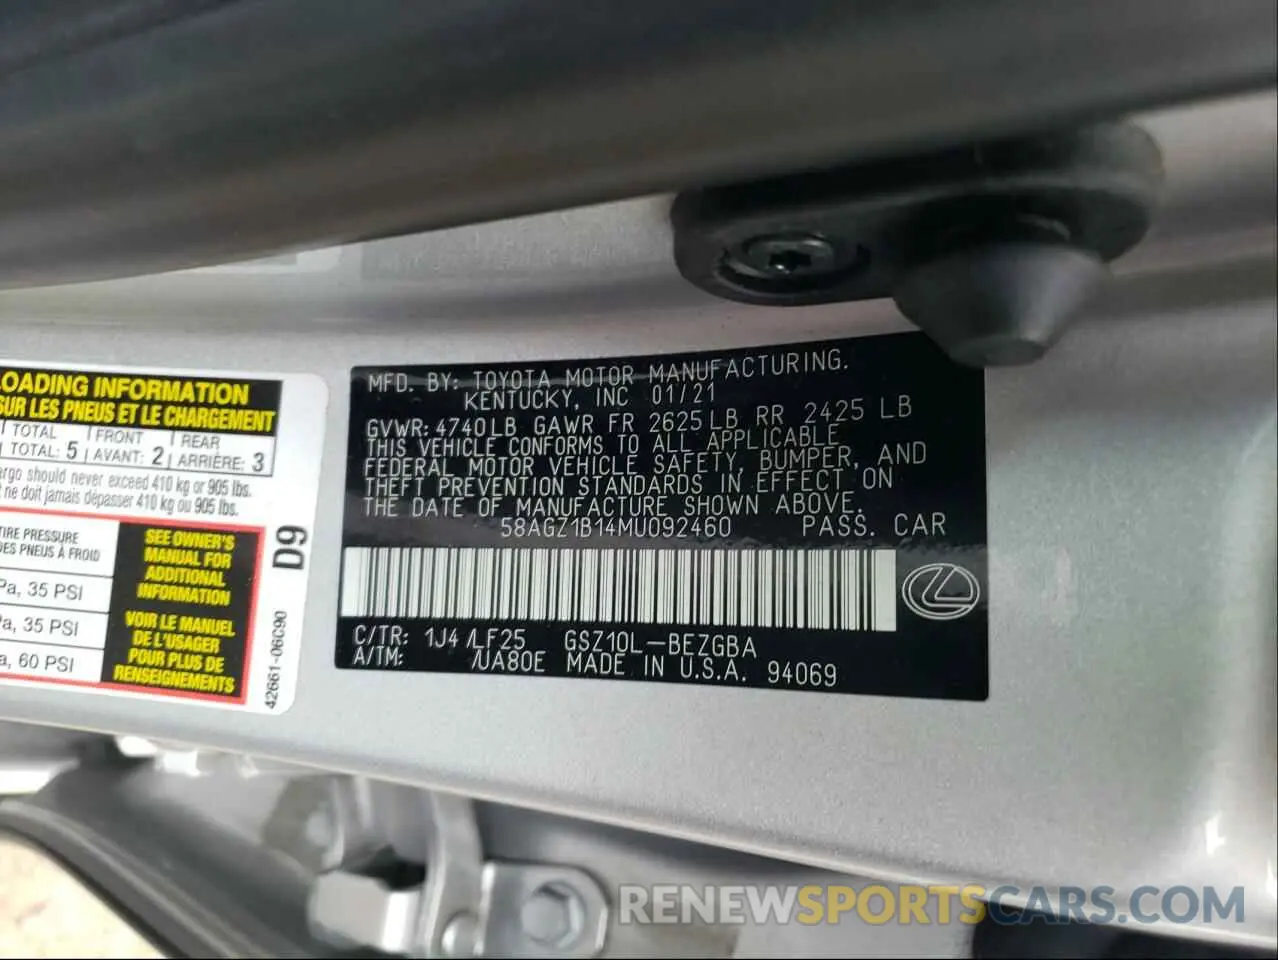 LOADING INFORMATION
SUR LES PNEUS ET LE CHARGEMENT
TOTAL FRONT REAR
TOTAL: 5 AVANT: 2 ARRIÈRE: 3
should never exceed 410 kg or 905 lbs.
ne doit jamais dépasser 410 kg ou 905 lbs.
TIRE PRESSURE
DES PNEUS À FROID
Pa, 35 PSI
Pa, 35 PSI
a, 60 PSI
SEE OWNER'S
MANUAL FOR
ADDITIONAL
INFORMATION
VOIR LE MANUEL
DE L'USAGER
POUR PLUS DE
RENSEIGNEMENTS
D9
42661-06C90
MFD. BY: TOYOTA MOTOR MANUFACTURING.
KENTUCKY, INC 01/21
GVWR: 4740LB GAWR FR 2625LB RR 2425 LB
THIS VEHICLE CONFORMS TO ALL APPLICABLE
FEDERAL MOTOR VEHICLE SAFETY, BUMPER, AND
THEFT PREVENTION STANDARDS IN EFFECT ON
THE DATE OF MANUFACTURE SHOWN ABOVE.
58AGZ1B14MU092460 PASS. CAR
C/TR: 1J4 /LF25 GSZ10L-BEZGBA
A/TM: /UA80E MADE IN U.S.A. 94069
RENEWSPORTSCARS.COM